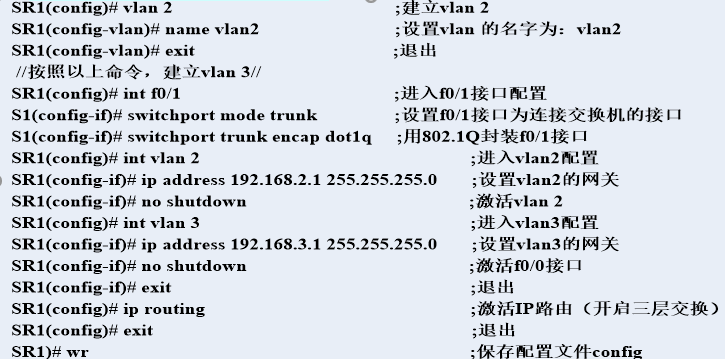 SR1(config)# vlan 2 ;建立vlan 2
SR1(config-vlan)# name vlan2 ;设置vlan 的名字为：vlan2
SR1(config-vlan)# exit ;退出
//按照以上命令，建立vlan 3//
SR1(config)# int f0/1 ;进入f0/1接口配置
S1(config-if)# switchport mode trunk ;设置f0/1接口为连接交换机的接口
S1(config-if)# switchport trunk encap dot1q ;用802.1Q封装f0/1接口
SR1(config)# int vlan 2 ;进入vlan2配置
SR1(config-if)# ip address 192.168.2.1 255.255.255.0 ;设置vlan2的网关
SR1(config-if)# no shutdown ;激活vlan 2
SR1(config)# int vlan 3 ;进入vlan3配置
SR1(config-if)# ip address 192.168.3.1 255.255.255.0 ;设置vlan3的网关
SR1(config-if)# no shutdown ;激活f0/0接口
SR1(config-if)# exit ;退出
SR1(config)# ip routing ;激活IP路由（开启三层交换）
SR1(config)# exit ;退出
SR1)# wr ;保存配置文件config